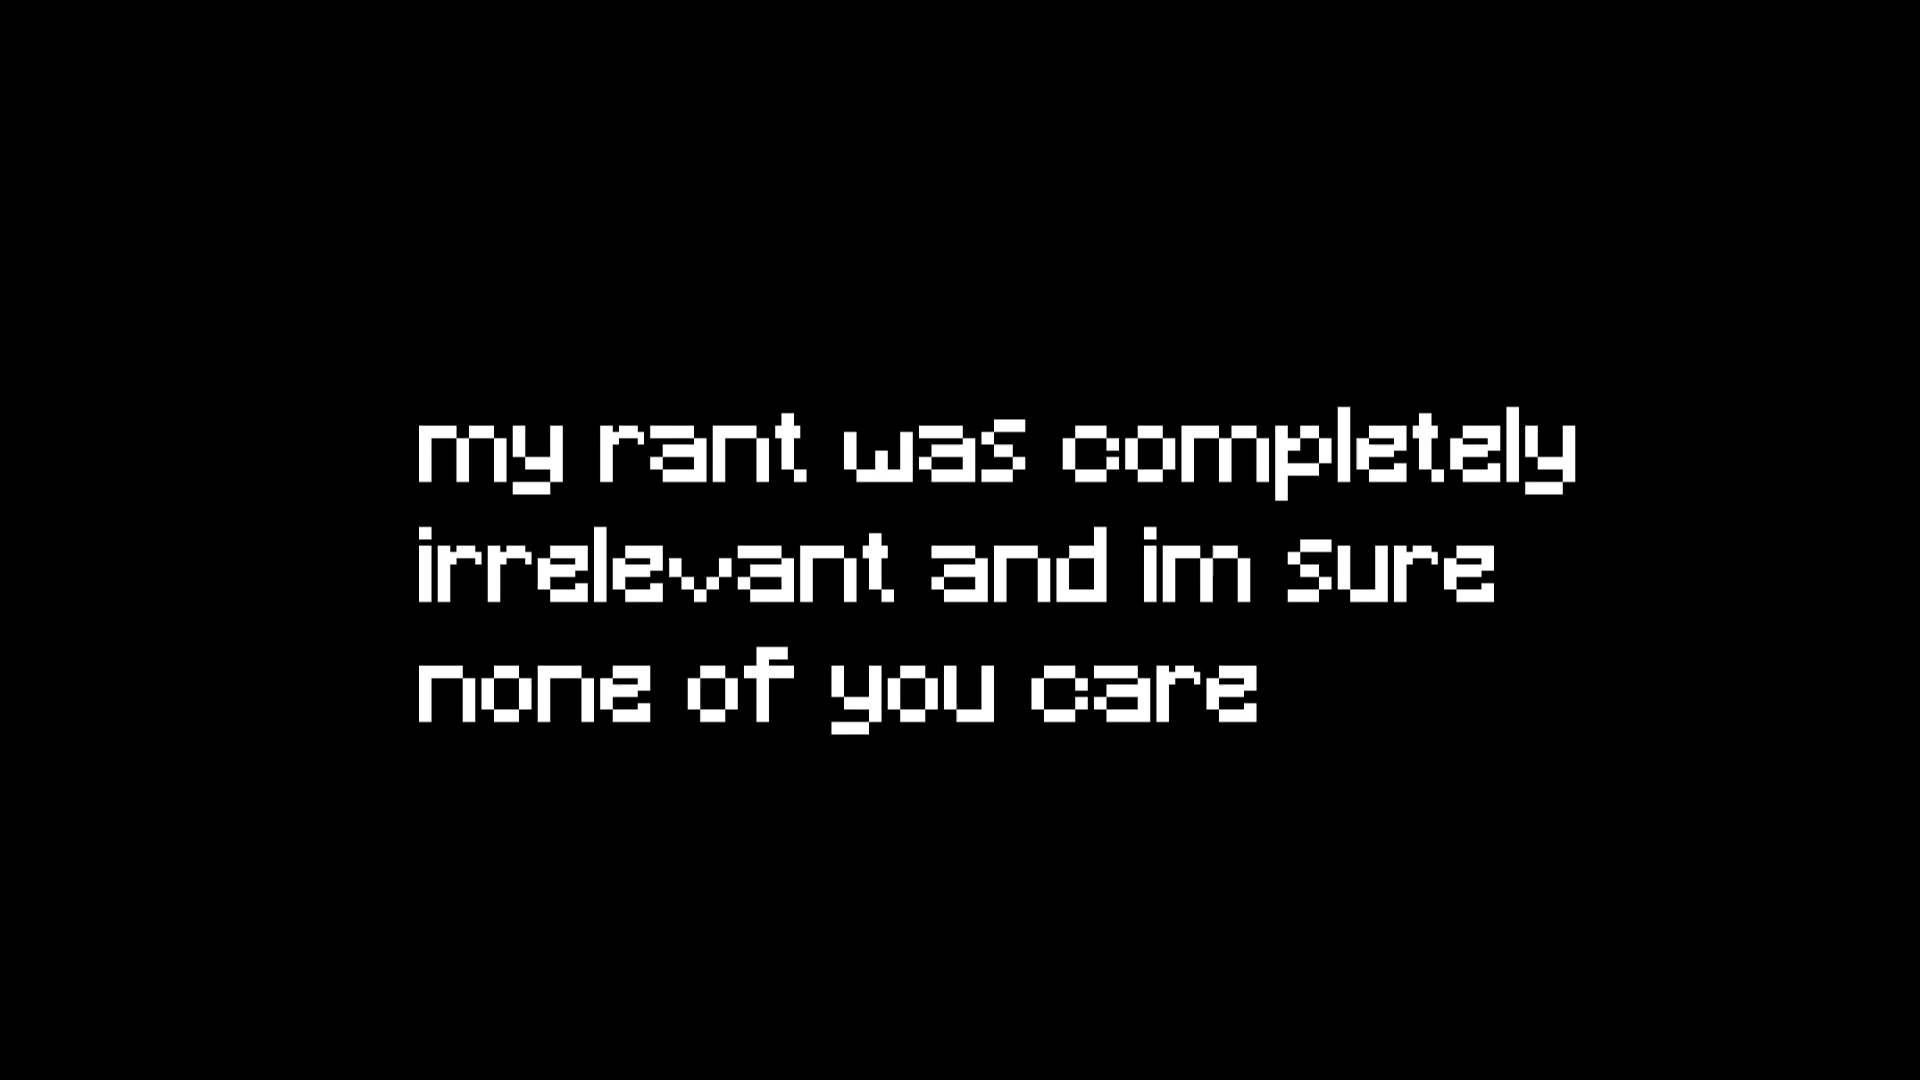 my rant was completely
irrelevant and im sure
none of you care